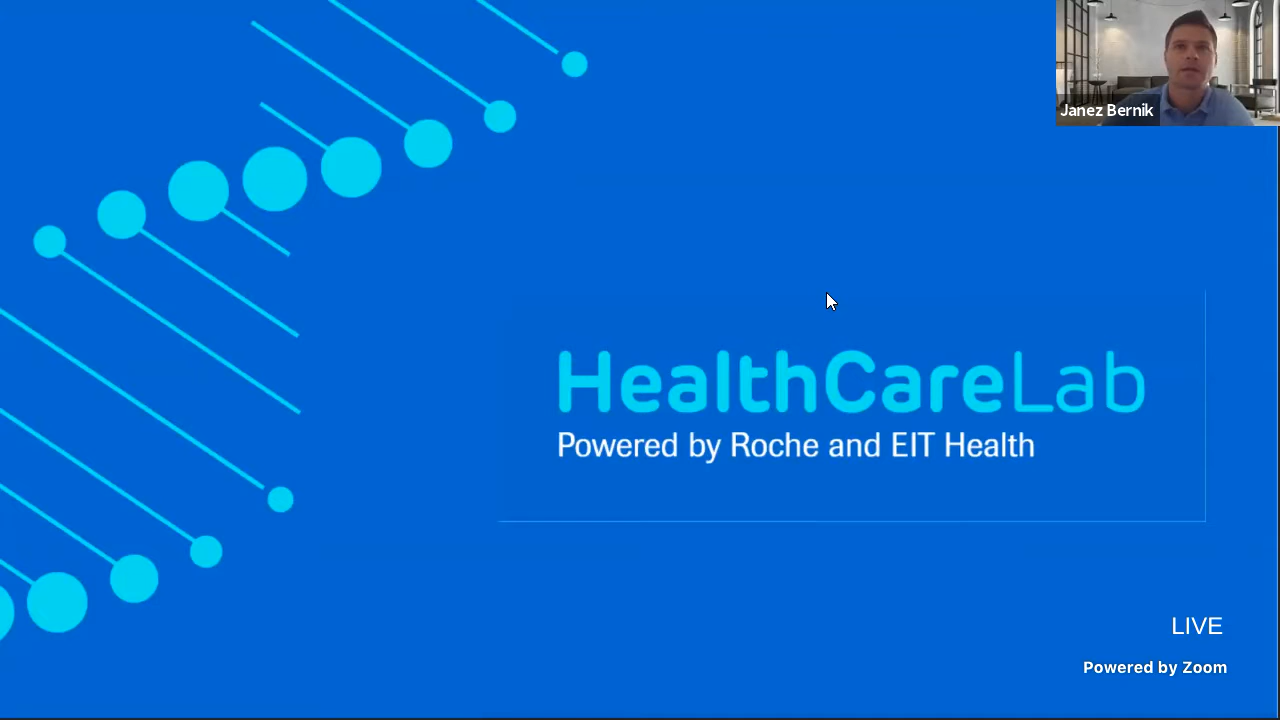 Janez Bernik
HealthCareLab
Powered by Roche and EIT Health
LIVE
Powered by Zoom